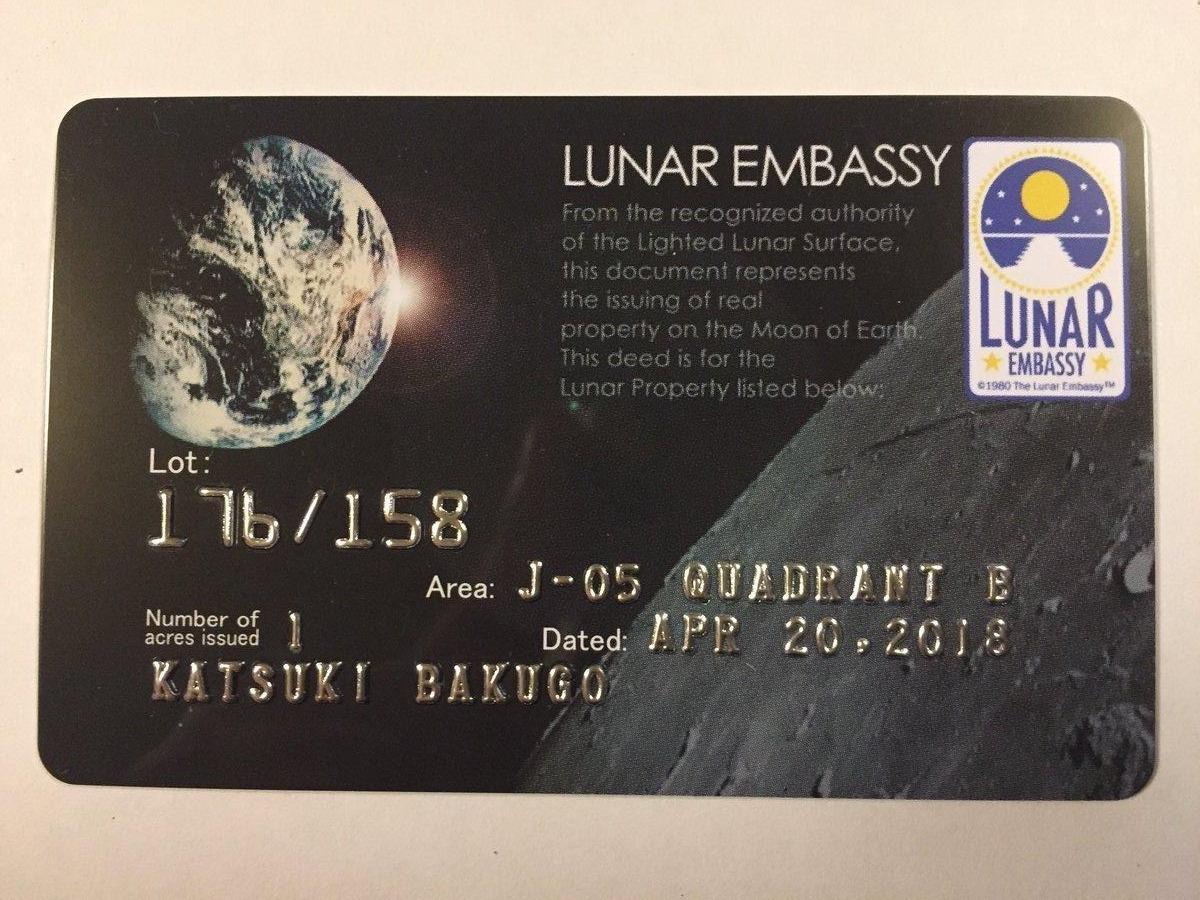 LUNAR EMBASSY
From the recognized authority
of the Lighted Lunar Surface,
this document represents
the issuing of real
property on the Moon of Earth.
This deed is for the
Lunar Property listed below:
LUNAR
EMBASSY
©1980 The Lunar Embassy™
Lot:
176/158
Area: J-05 QUADRANT B
Number of
acres issued 1
Dated: APR 20,2018
KATSUKI BAKUGO